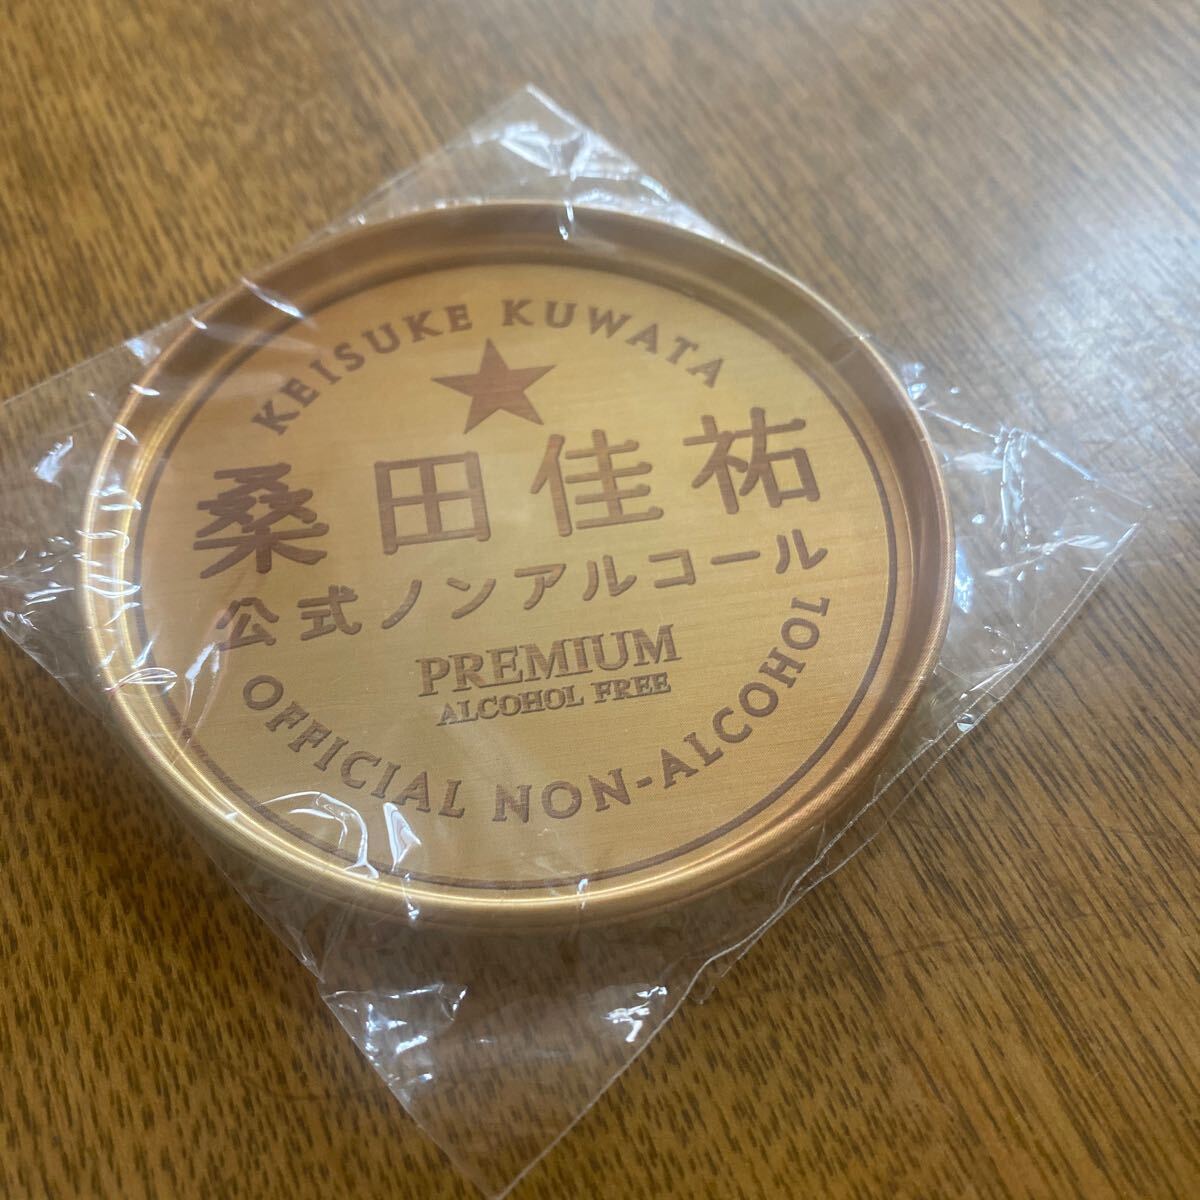 KEISUKE KUWATA
桑田佳祐
公式ノンアルコール
PREMIUM
ALCOHOL FREE
OFFICIAL NON-ALCOHOL